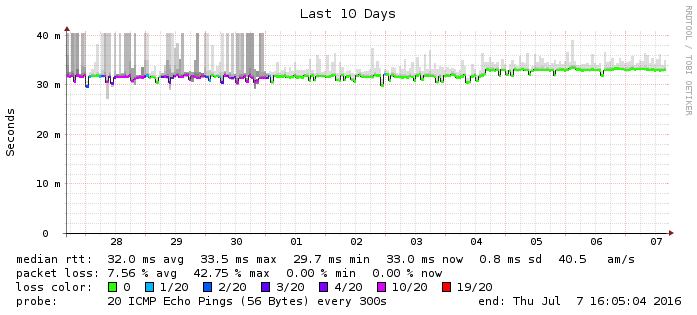 Last 10 Days
RRDTOOL / TOBI OETIKER
Seconds
40 m
30 m
20 m
10 m
0
28 29 30 01 02 03 04 05 06 07
median rtt: 32.0 ms avg 33.5 ms max 29.7 ms min 33.0 ms now 0.8 ms sd 40.5 am/s
packet loss: 7.56 % avg 42.75 % max 0.00 % min 0.00 % now
loss color: 0 1/20 2/20 3/20 4/20 10/20 19/20
probe: 20 ICMP Echo Pings (56 Bytes) every 300s end: Thu Jul 7 16:05:04 2016